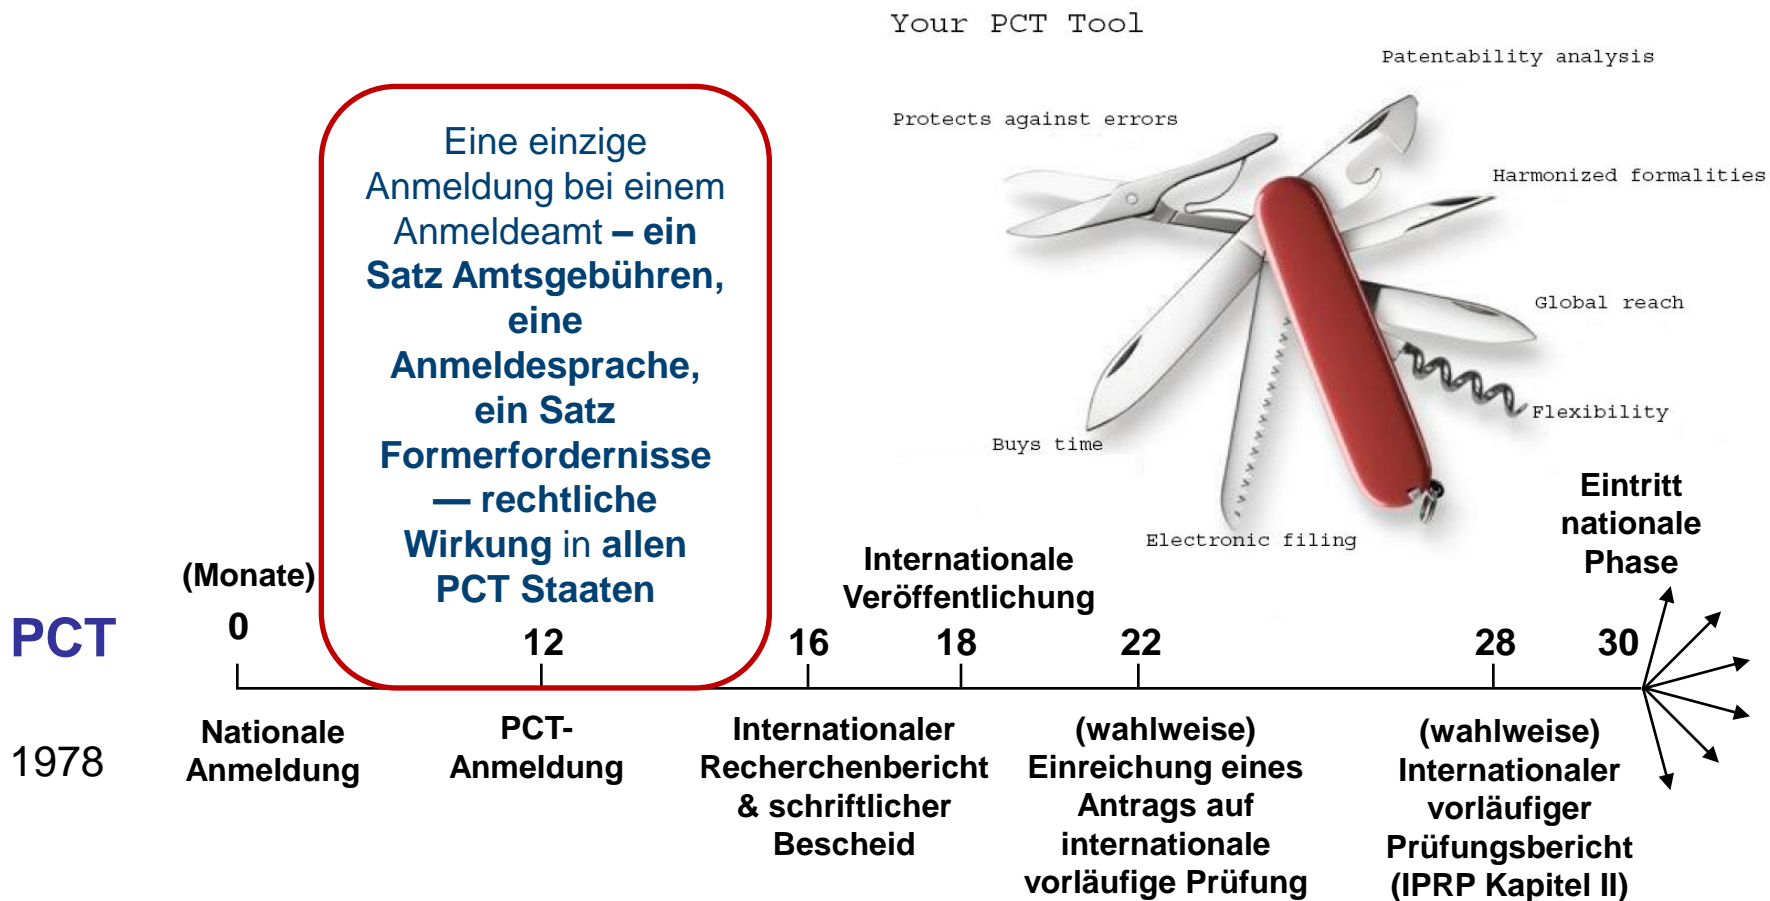 Your PCT Tool
Patentability analysis
Protects against errors
Harmonized formalities
Global reach
Flexibility
Buys time
Electronic filing
Eine einzige
Anmeldung bei einem
Anmeldeamt – ein
Satz Amtsgebühren,
eine
Anmeldesprache,
ein Satz
Formerfordernisse
— rechtliche
Wirkung in allen
PCT Staaten
Internationale
Veröffentlichung
Eintritt
nationale
Phase
(Monate)
PCT
0
12
16
18
22
28
30
1978
Nationale
Anmeldung
PCT-
Anmeldung
Internationaler
Recherchenbericht
& schriftlicher
Bescheid
(wahlweise)
Einreichung eines
Antrags auf
internationale
vorläufige Prüfung
(wahlweise)
Internationaler
vorläufiger
Prüfungsbericht
(IPRP Kapitel II)